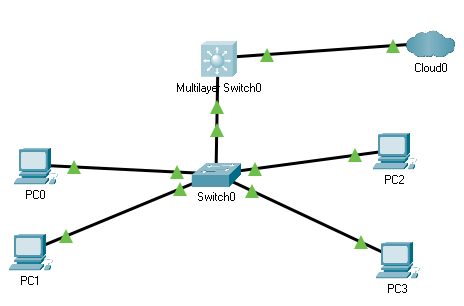 Cloud0
Multilayer Switch0
PC2
PC0
Switch0
PC1
PC3